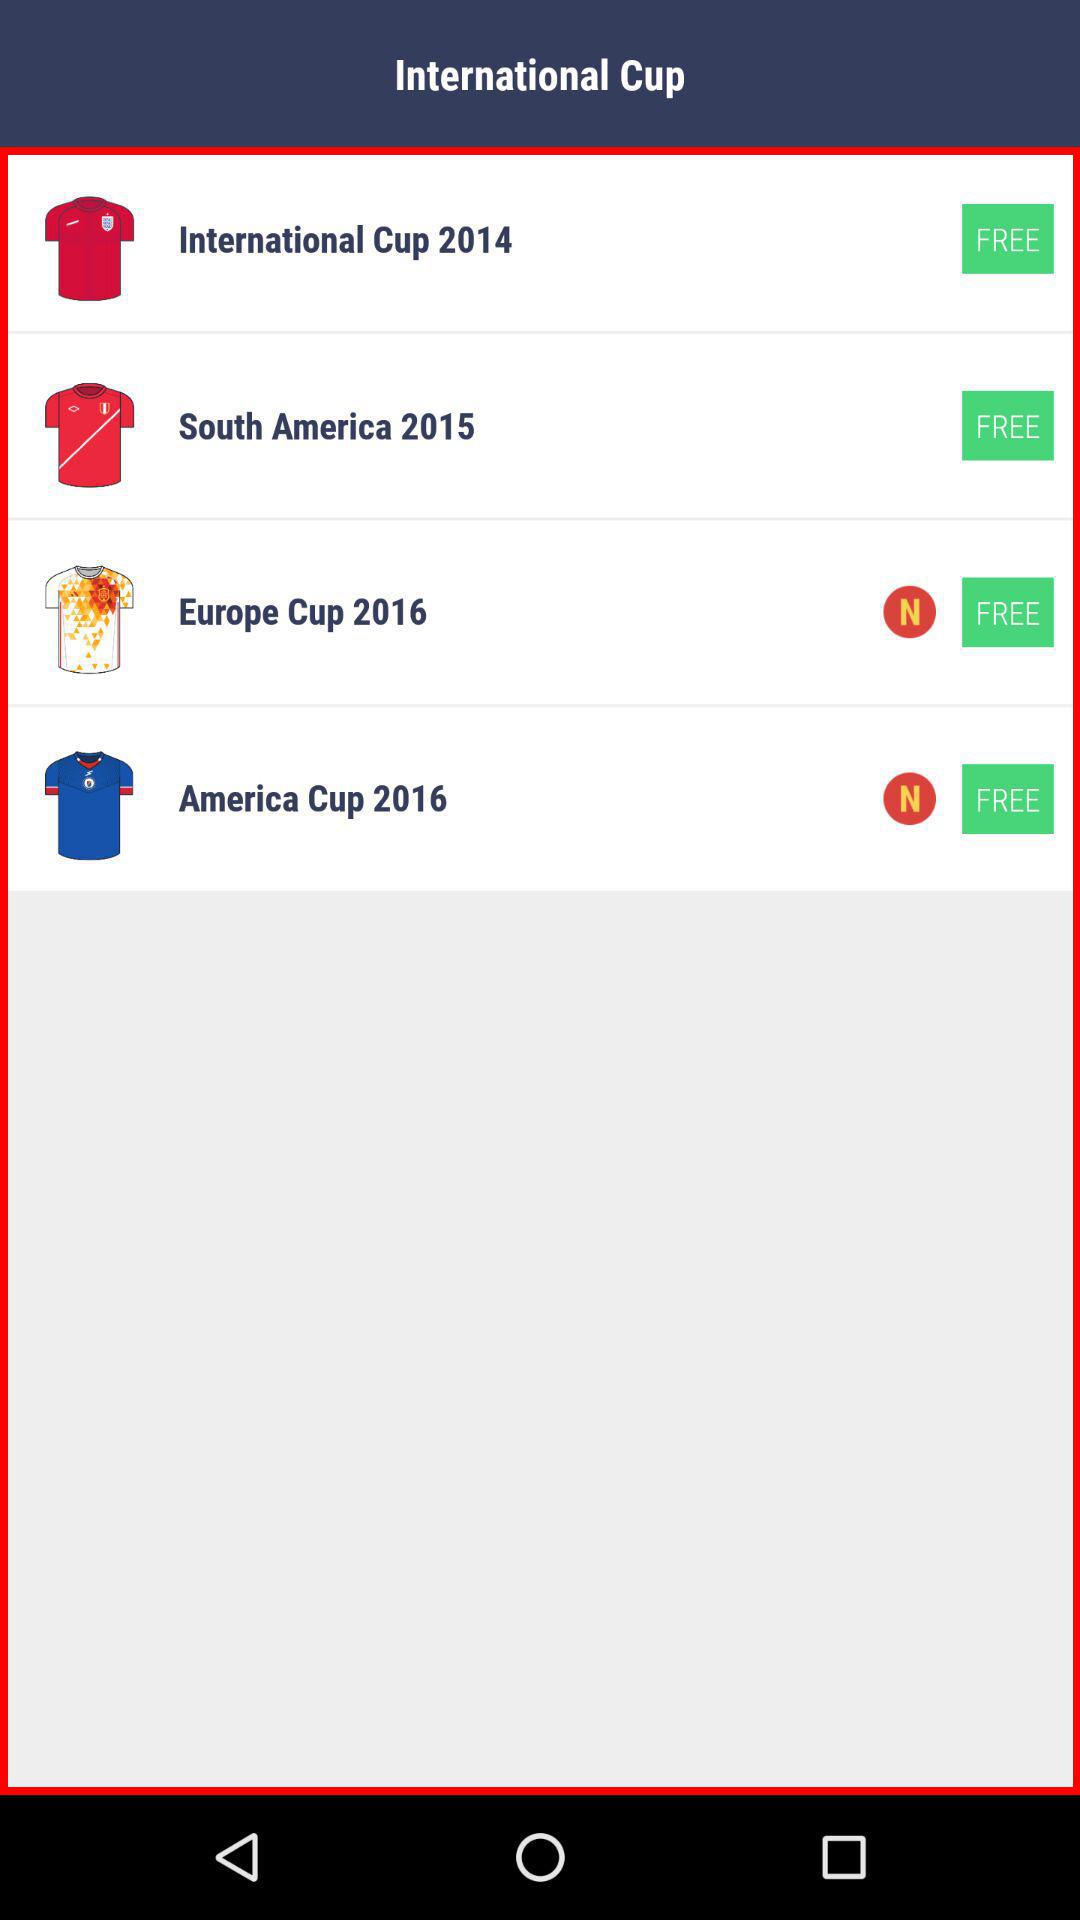 International Cup
International Cup 2014 FREE
South America 2015 FREE
Europe Cup 2016 N FREE
America Cup 2016 N FREE